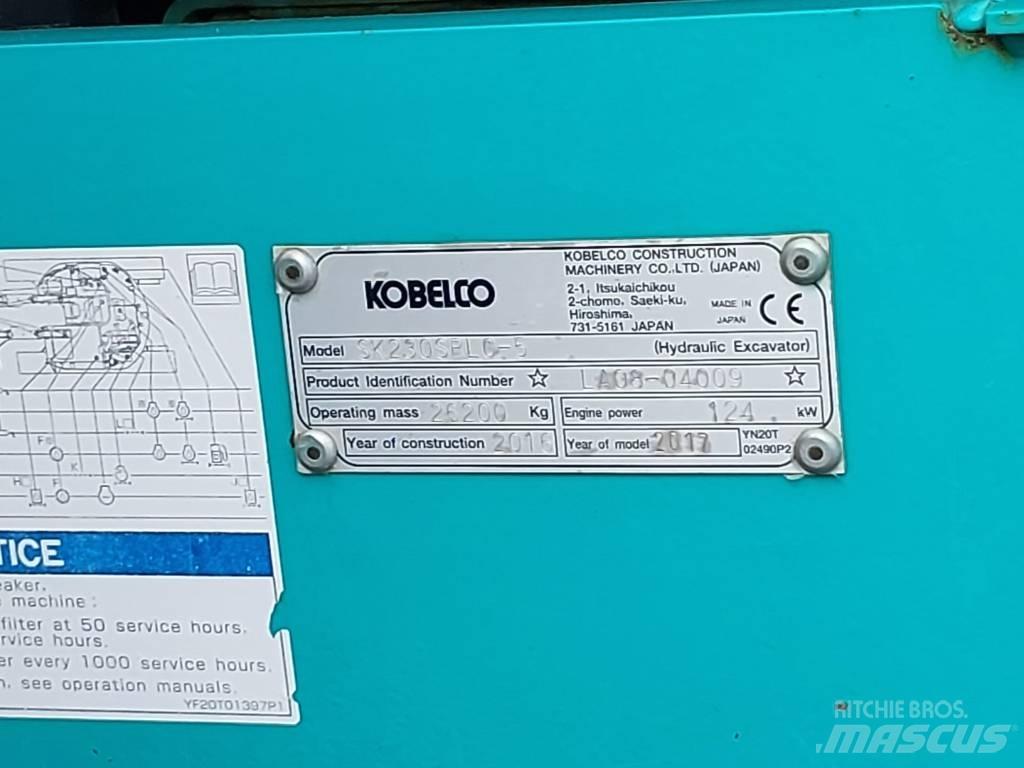 KOBELCO
KOBELCO CONSTRUCTION
MACHINERY CO.,LTD. (JAPAN)
2-1, Itsukaichikou
2-chome, Saeki-ku,
Hiroshima,
731-5161 JAPAN
MADE IN
JAPAN
CE
Model SK230SRLC-5 (Hydraulic Excavator)
Product Identification Number ☆ LA08-04009 ☆
Operating mass 26200 Kg
Engine power 124. kW
Year of construction 2016
Year of model 2017
YN20T
02490P2
TICE
eaker.
machine :
filter at 50 service hours.
rvice hours.
er every 1000 service hours.
n, see operation manuals.
YF20T01397P1
RITCHIE BROS.
MASCUS